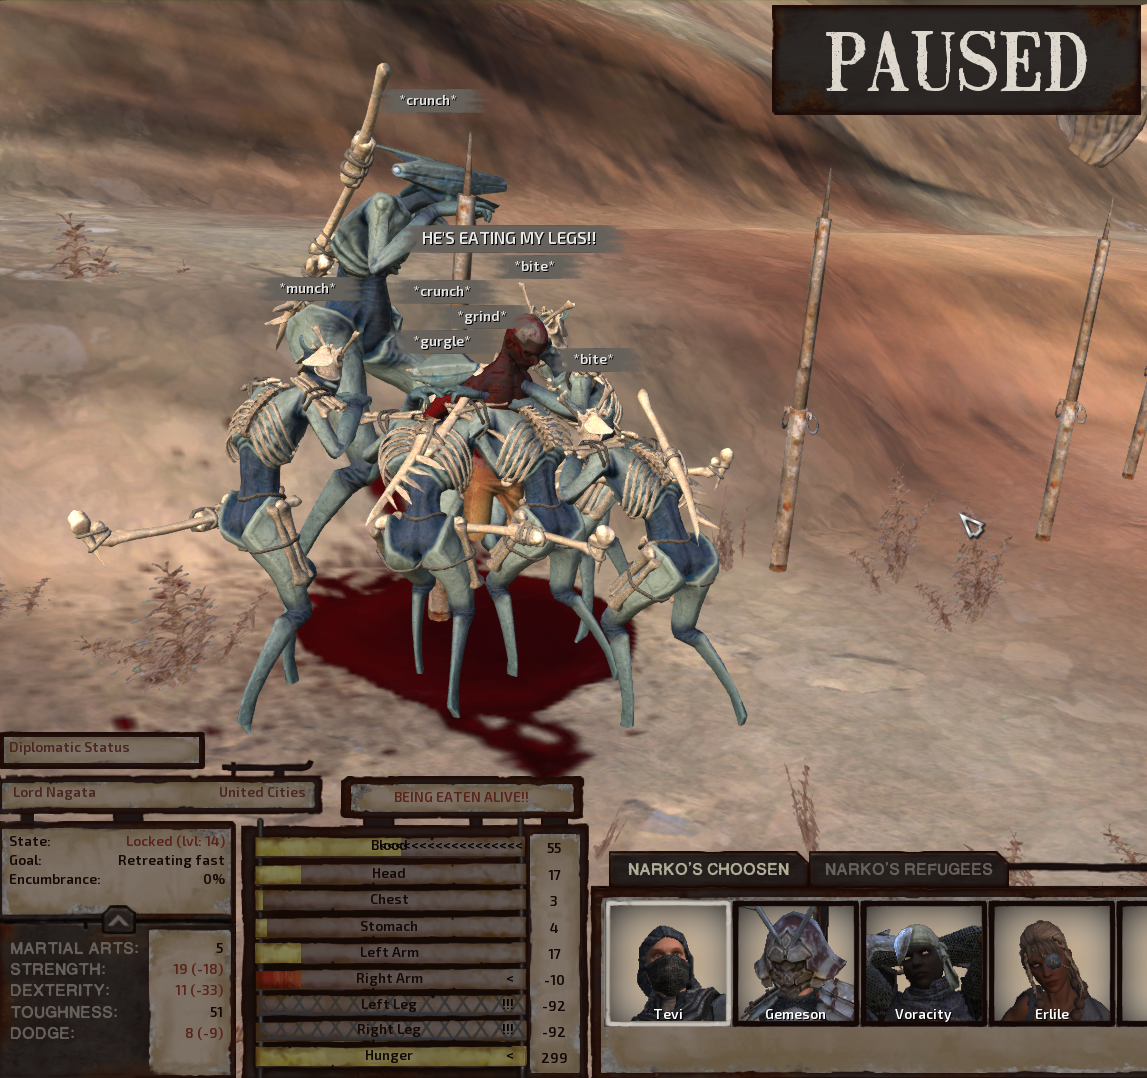 PAUSED
*crunch*
HE'S EATING MY LEGS!!
*bite*
*munch*
*crunch*
*grind*
*gurgle*
*bite*
Diplomatic Status
Lord Nagata United Cities
BEING EATEN ALIVE!!
State: Locked (lvl: 14)
Goal: Retreating fast
Encumbrance: 0%
MARTIAL ARTS: 5
STRENGTH: 19 (-18)
DEXTERITY: 11 (-33)
TOUGHNESS: 51
DODGE: 8 (-9)
Blood <<<<<<<<<<<<<<<< 55
Head 17
Chest 3
Stomach 4
Left Arm 17
Right Arm < -10
Left Leg !!! -92
Right Leg !!! -92
Hunger < 299
NARKO'S CHOOSEN NARKO'S REFUGEES
Tevi Gemeson Voracity Erlile